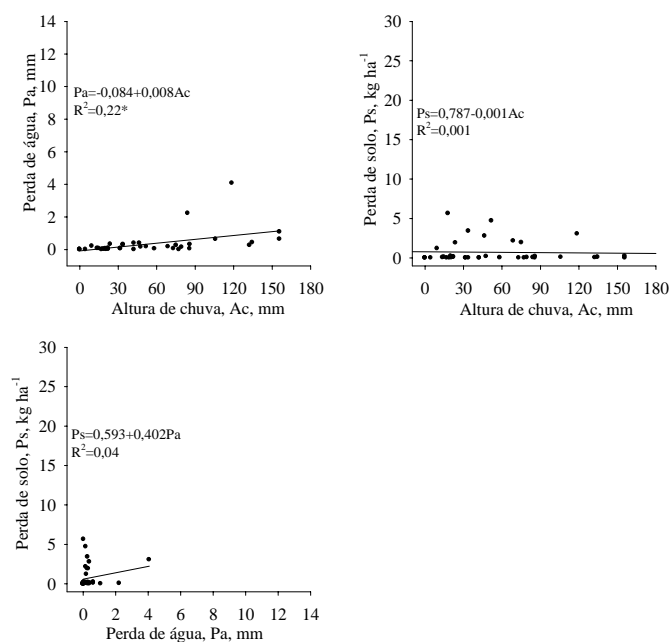 14
12
10
8
6
4
2
0
Perda de água, Pa, mm
Pa=-0,084+0,008Ac
R²=0,22*
0 30 60 90 120 150 180
Altura de chuva, Ac, mm
30
25
20
15
10
5
0
Perda de solo, Ps, kg ha⁻¹
Ps=0,787-0,001Ac
R²=0,001
0 30 60 90 120 150 180
Altura de chuva, Ac, mm
30
25
20
15
10
5
0
Perda de solo, Ps, kg ha⁻¹
Ps=0,593+0,402Pa
R²=0,04
0 2 4 6 8 10 12 14
Perda de água, Pa, mm